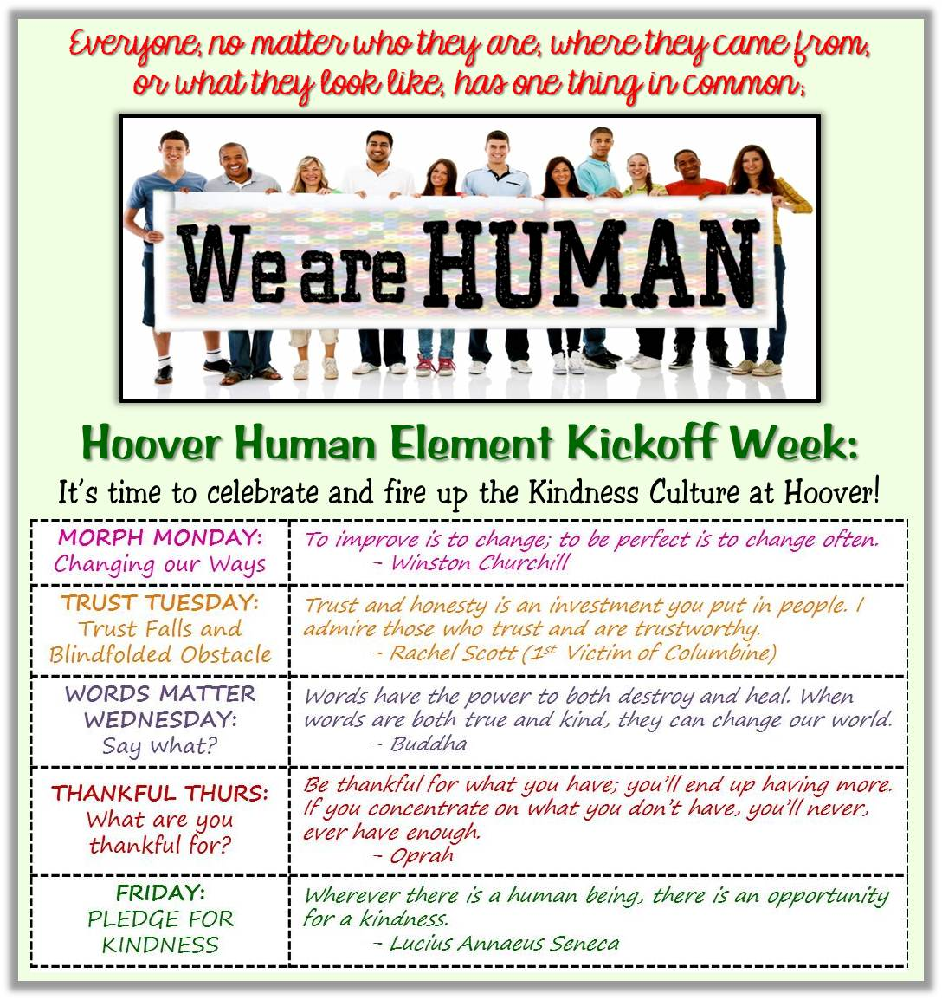 Everyone, no matter who they are, where they came from,
or what they look like, has one thing in common;
We are HUMAN
Hoover Human Element Kickoff Week:
It's time to celebrate and fire up the Kindness Culture at Hoover!
MORPH MONDAY:
Changing our Ways
To improve is to change; to be perfect is to change often.
~ Winston Churchill
TRUST TUESDAY:
Trust Falls and
Blindfolded Obstacle
Trust and honesty is an investment you put in people. I
admire those who trust and are trustworthy.
~ Rachel Scott (1st Victim of Columbine)
WORDS MATTER
WEDNESDAY:
Say what?
Words have the power to both destroy and heal. When
words are both true and kind, they can change our world.
~ Buddha
THANKFUL THURS:
What are you
thankful for?
Be thankful for what you have; you'll end up having more.
If you concentrate on what you don't have, you'll never,
ever have enough.
~ Oprah
FRIDAY:
PLEDGE FOR
KINDNESS
Wherever there is a human being, there is an opportunity
for a kindness.
~ Lucius Annaeus Seneca